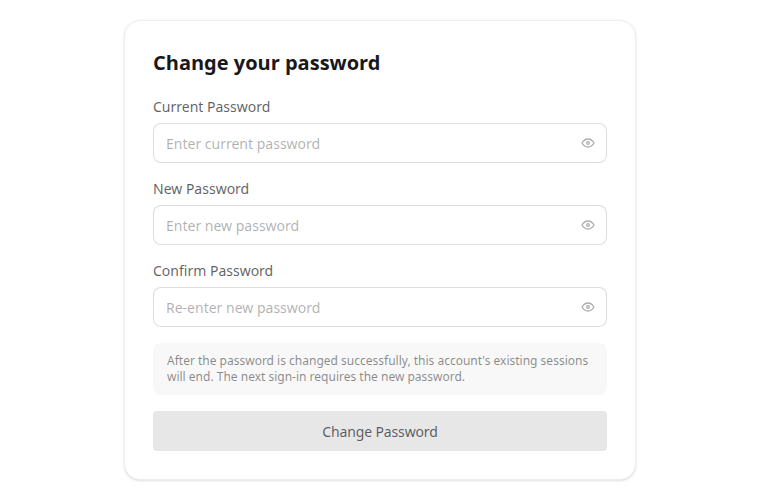 Change your password
Current Password
Enter current password
New Password
Enter new password
Confirm Password
Re-enter new password
After the password is changed successfully, this account's existing sessions
will end. The next sign-in requires the new password.
Change Password